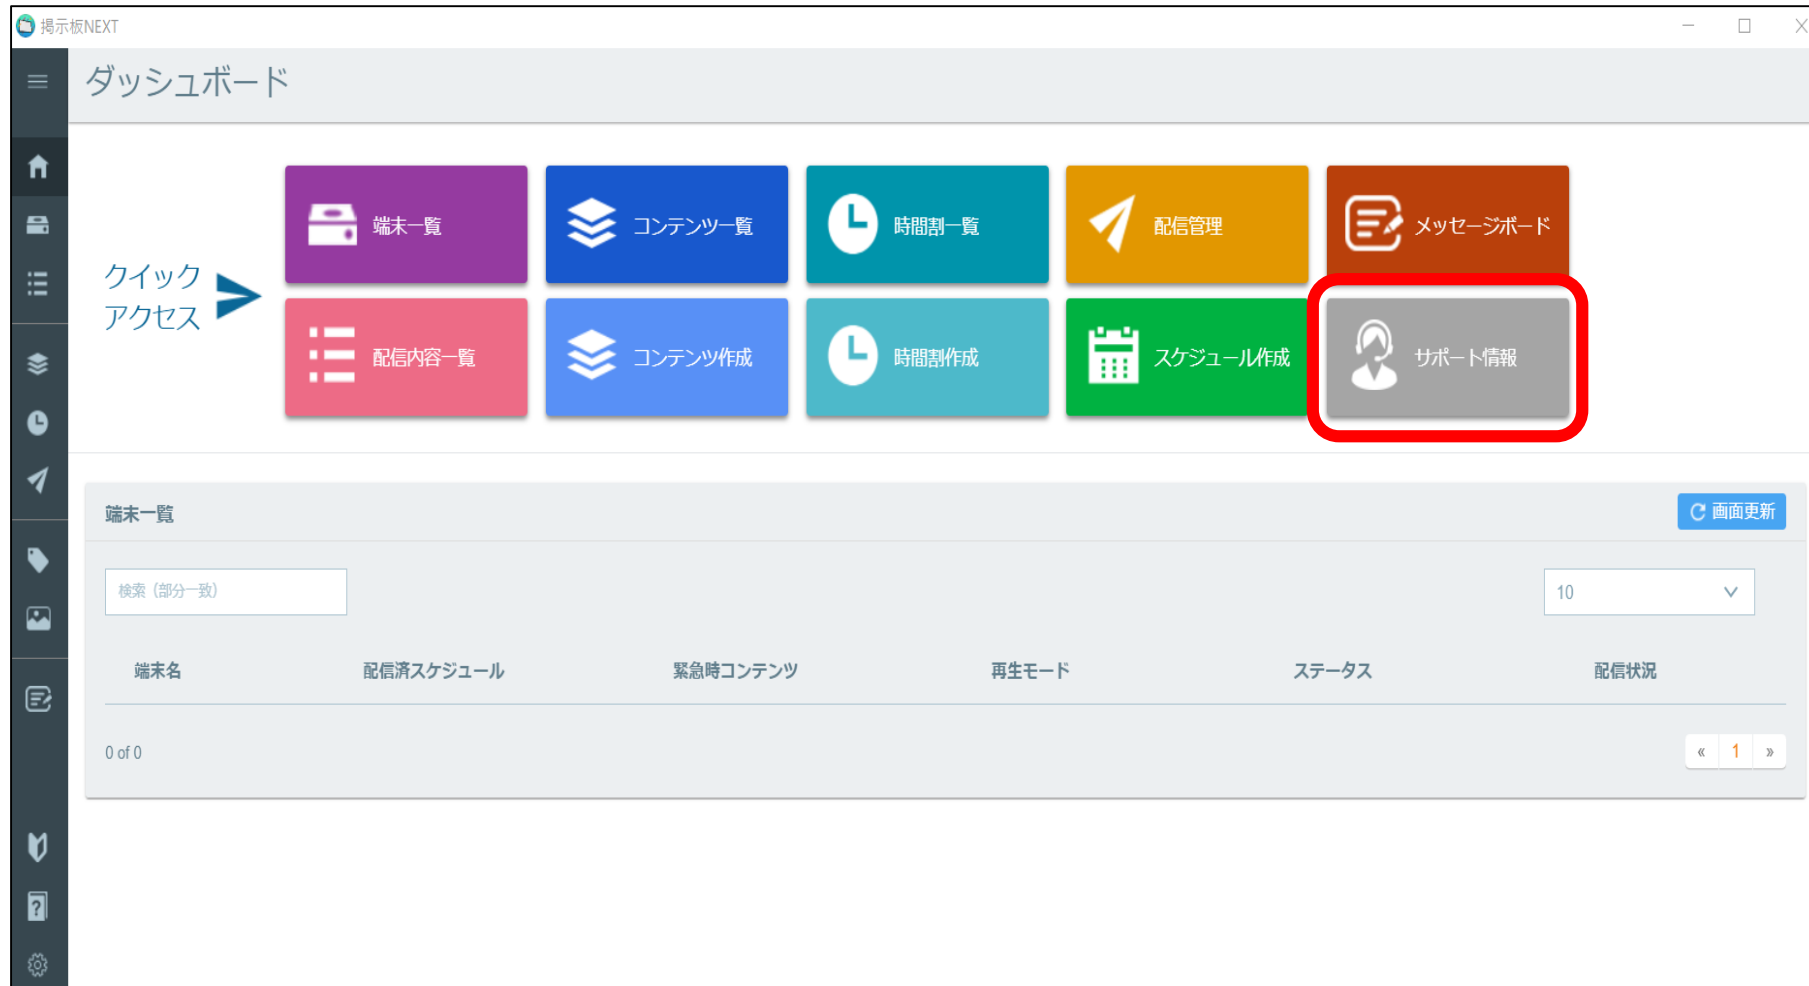 掲示板NEXT
ダッシュボード
クイック
アクセス
端末一覧
コンテンツ一覧
時間割一覧
配信管理
メッセージボード
配信内容一覧
コンテンツ作成
時間割作成
スケジュール作成
サポート情報
端末一覧
画面更新
検索（部分一致）
10
端末名 配信済スケジュール 緊急時コンテンツ 再生モード ステータス 配信状況
0 of 0
« 1 »